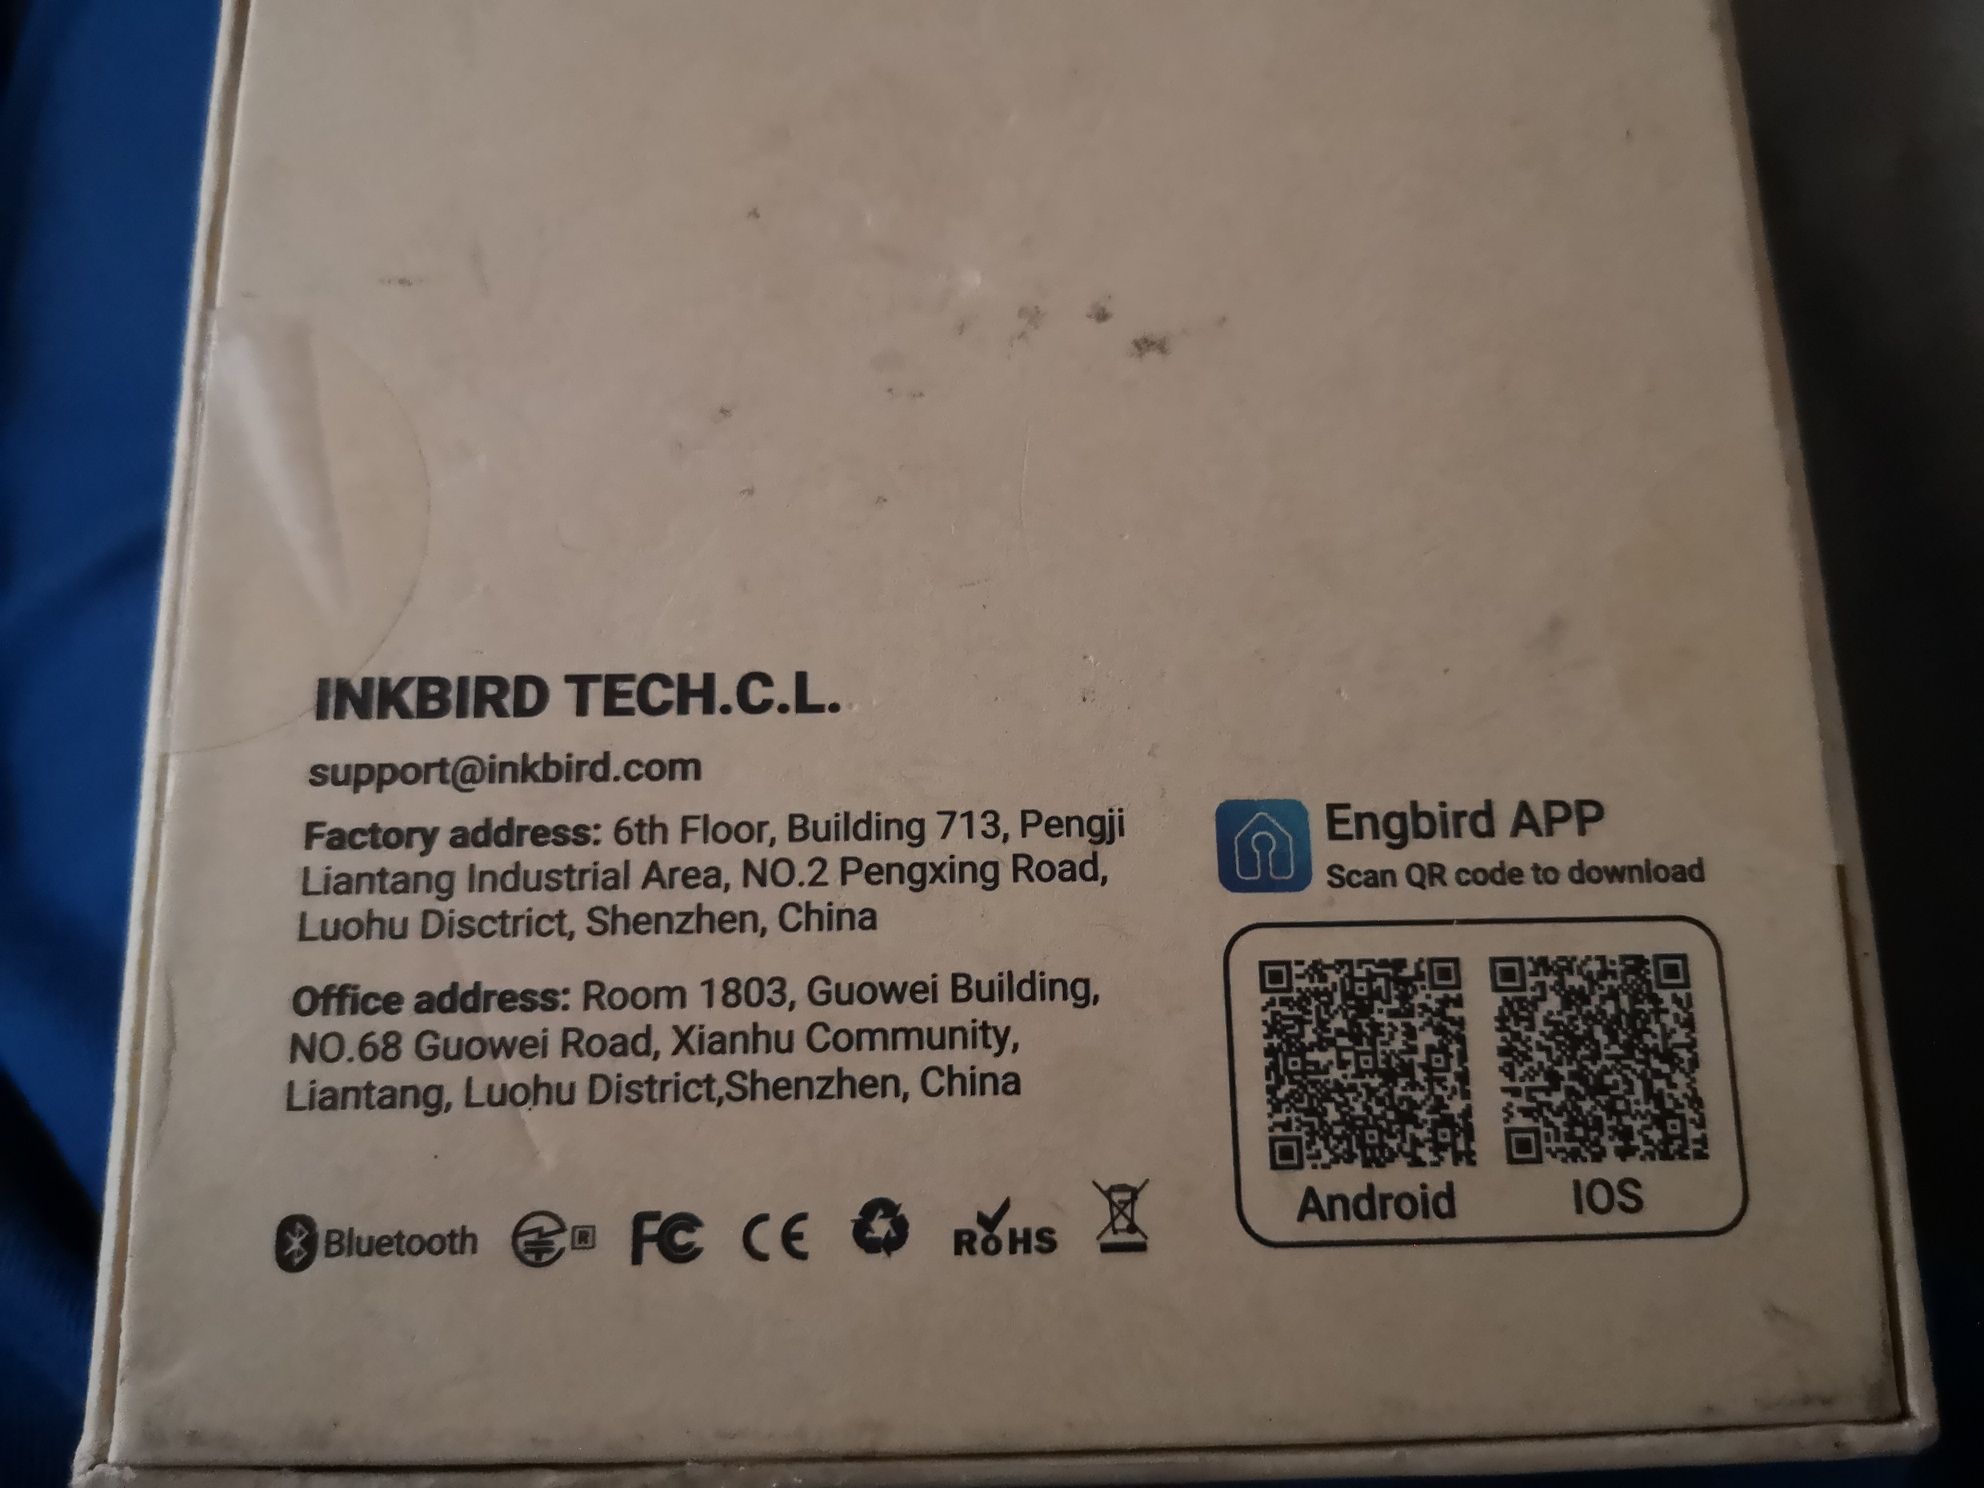 INKBIRD TECH.C.L.
support@inkbird.com
Factory address: 6th Floor, Building 713, Pengji
Liantang Industrial Area, NO.2 Pengxing Road,
Luohu Disctrict, Shenzhen, China
Office address: Room 1803, Guowei Building,
NO.68 Guowei Road, Xianhu Community,
Liantang, Luohu District,Shenzhen, China
Bluetooth
R
FC
CE
ROHS
Engbird APP
Scan QR code to download
Android
IOS